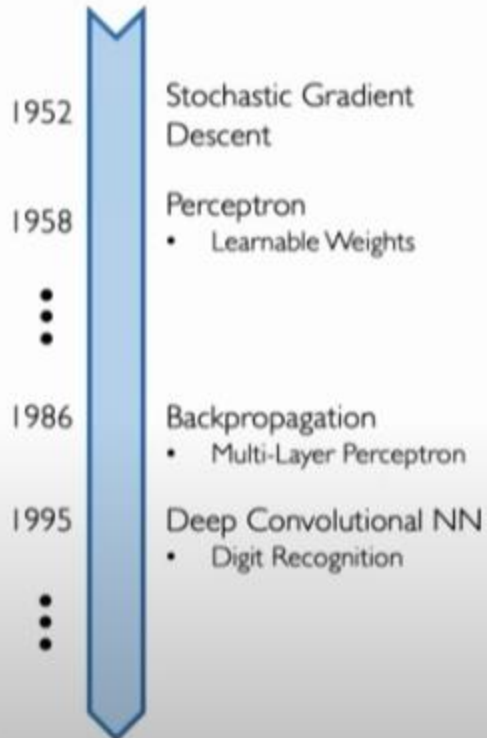 1952
Stochastic Gradient
Descent
1958
Perceptron
• Learnable Weights
1986
Backpropagation
• Multi-Layer Perceptron
1995
Deep Convolutional NN
• Digit Recognition